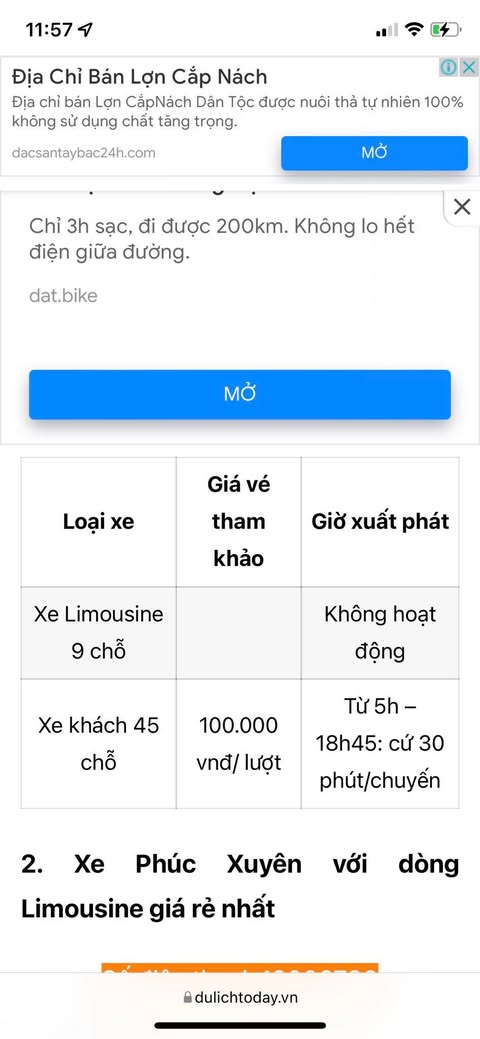 11:57
Địa Chỉ Bán Lợn Cắp Nách
Địa chỉ bán Lợn CắpNách Dân Tộc được nuôi thả tự nhiên 100%
không sử dụng chất tăng trọng.
dacsantaybac24h.com
MỞ
Chỉ 3h sạc, đi được 200km. Không lo hết
điện giữa đường.
dat.bike
MỞ
Loại xe
Giá vé
tham
khảo
Giờ xuất phát
Xe Limousine
9 chỗ
Không hoạt
động
Xe khách 45
chỗ
100.000
vnđ/ lượt
Từ 5h –
18h45: cứ 30
phút/chuyến
2. Xe Phúc Xuyên với dòng
Limousine giá rẻ nhất
dulichtoday.vn